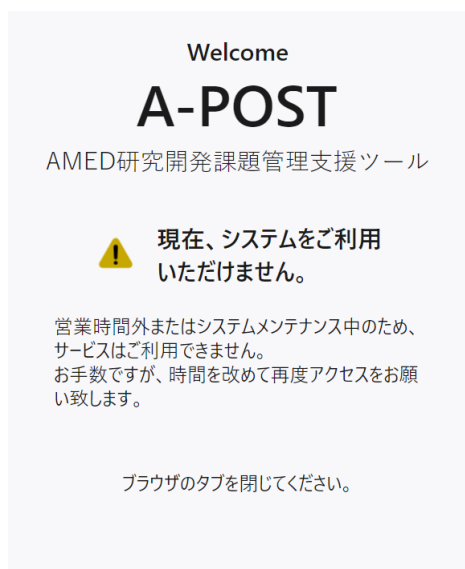 Welcome
A-POST
AMED研究開発課題管理支援ツール
現在、システムをご利用
いただけません。
営業時間外またはシステムメンテナンス中のため、
サービスはご利用できません。
お手数ですが、時間を改めて再度アクセスをお願
い致します。
ブラウザのタブを閉じてください。